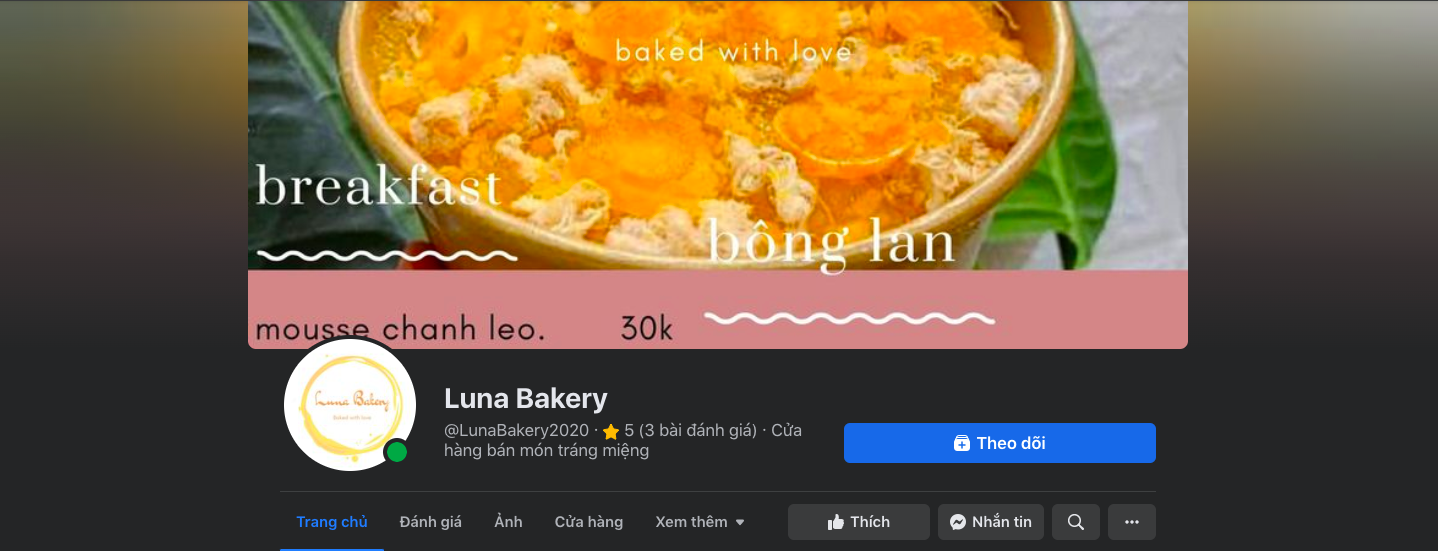 baked with love
breakfast
bông lan
mousse chanh leo. 30k
Luna Bakery
Baked with love
Luna Bakery
@LunaBakery2020 · 5 (3 bài đánh giá) · Cửa
hàng bán món tráng miệng
Theo dõi
Trang chủ Đánh giá Ảnh Cửa hàng Xem thêm Thích Nhắn tin